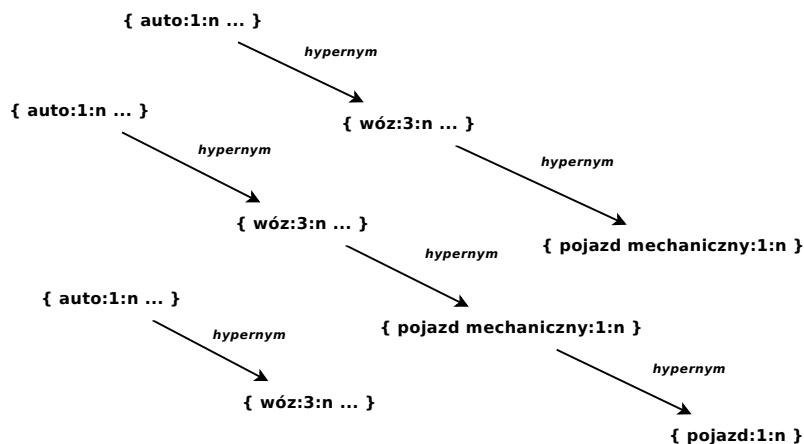 { auto:1:n ... }
hypernym
{ auto:1:n ... }
{ wóz:3:n ... }
hypernym
hypernym
{ wóz:3:n ... }
{ pojazd mechaniczny:1:n }
hypernym
{ auto:1:n ... }
{ pojazd mechaniczny:1:n }
hypernym
hypernym
{ wóz:3:n ... }
{ pojazd:1:n }